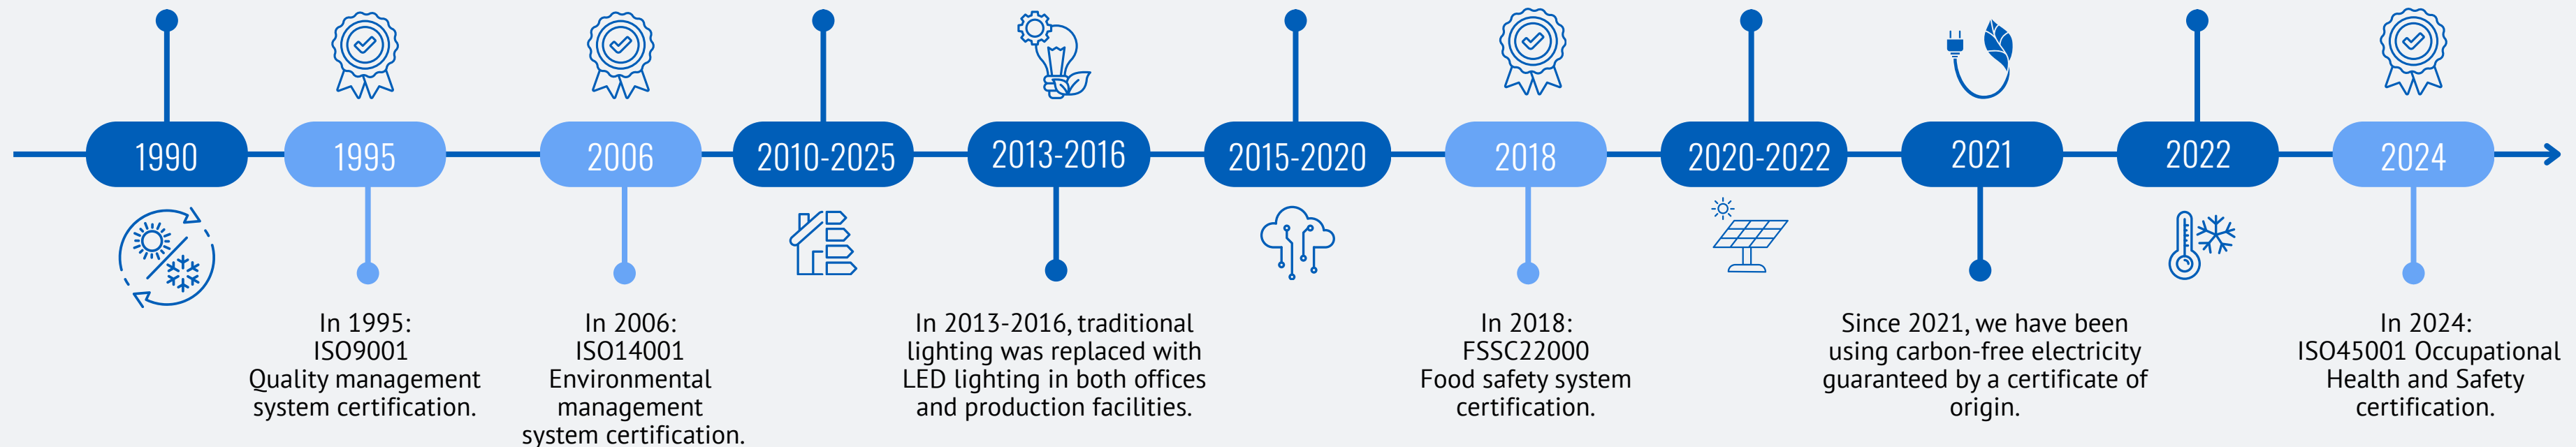 1990
1995
2006
2010-2025
2013-2016
2015-2020
2018
2020-2022
2021
2022
2024
In 1995:
ISO9001
Quality management
system certification.
In 2006:
ISO14001
Environmental
management
system certification.
In 2013-2016, traditional
lighting was replaced with
LED lighting in both offices
and production facilities.
In 2018:
FSSC22000
Food safety system
certification.
Since 2021, we have been
using carbon-free electricity
guaranteed by a certificate of
origin.
In 2024:
ISO45001 Occupational
Health and Safety
certification.